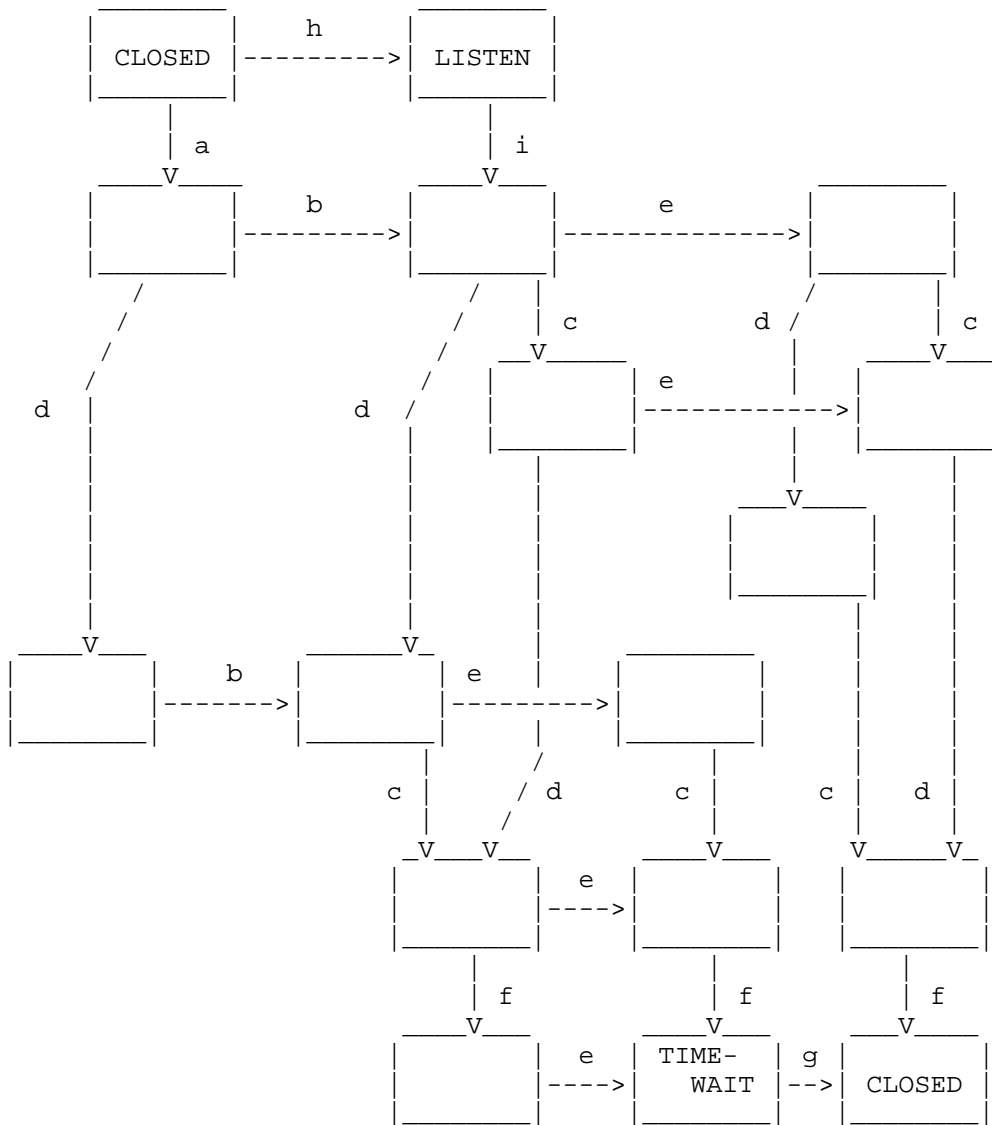 h
CLOSED LISTEN
a i
b e
d c d c
e
b e
c d c c d
e
f f f
TIME-
e WAIT g CLOSED